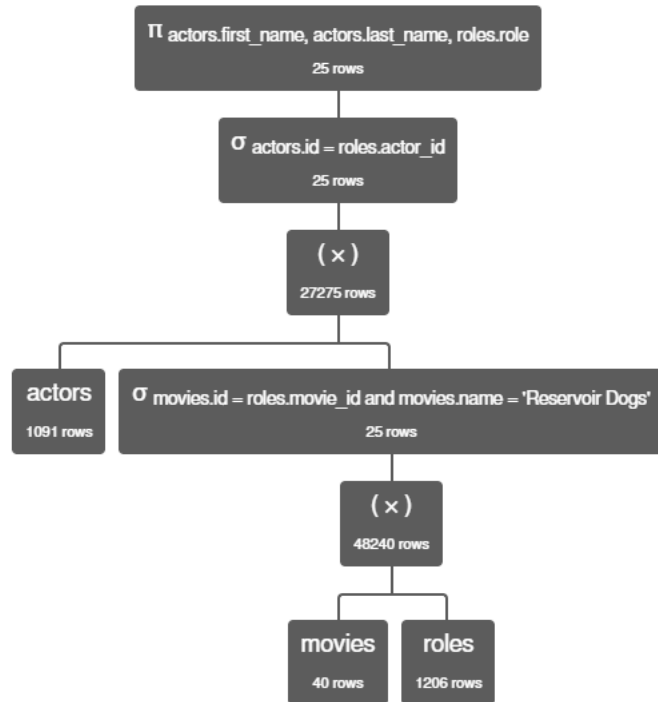 π actors.first_name, actors.last_name, roles.role
25 rows
σ actors.id = roles.actor_id
25 rows
( × )
27275 rows
actors
1091 rows
σ movies.id = roles.movie_id and movies.name = 'Reservoir Dogs'
25 rows
( × )
48240 rows
movies
40 rows
roles
1206 rows